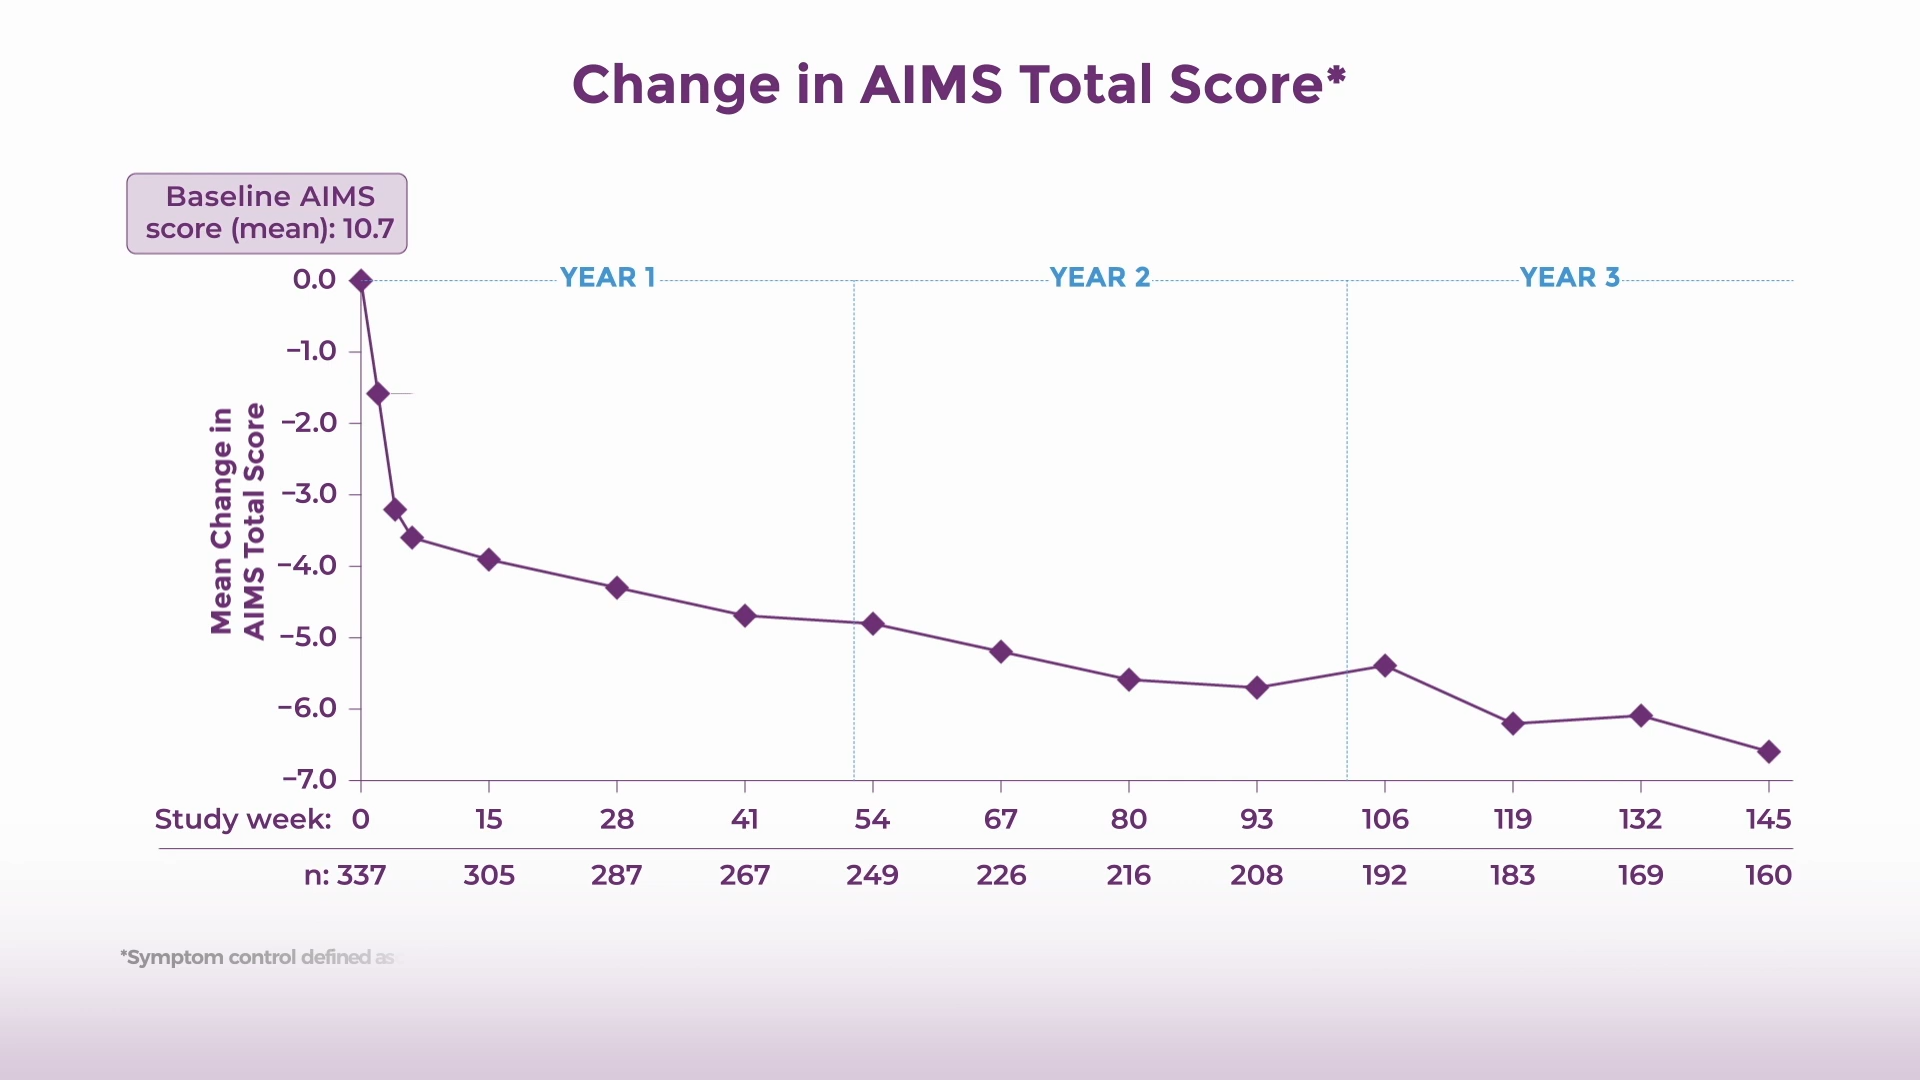 Change in AIMS Total Score*
Baseline AIMS
score (mean): 10.7
YEAR 1
YEAR 2
YEAR 3
0.0
−1.0
−2.0
−3.0
−4.0
−5.0
−6.0
−7.0
Mean Change in
AIMS Total Score
Study week: 0 15 28 41 54 67 80 93 106 119 132 145
n: 337 305 287 267 249 226 216 208 192 183 169 160
*Symptom control defined as